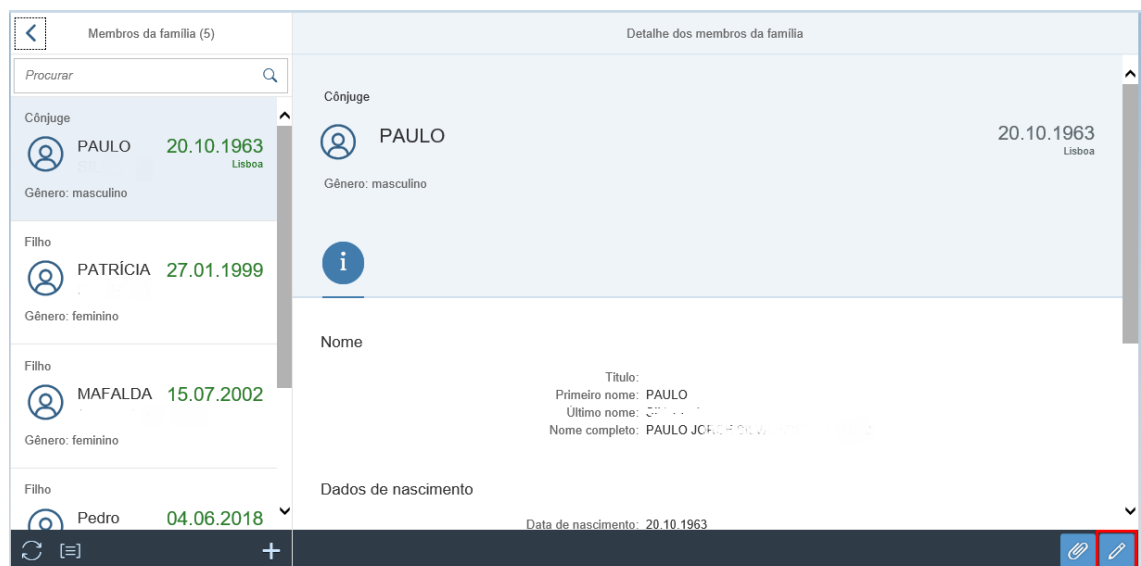 Membros da família (5)
Detalhe dos membros da família
Procurar
Cônjuge
PAULO 20.10.1963
Lisboa
Gênero: masculino
Filho
PATRÍCIA 27.01.1999
Gênero: feminino
Filho
MAFALDA 15.07.2002
Gênero: feminino
Filho
Pedro 04.06.2018
Cônjuge
PAULO 20.10.1963
Lisboa
Gênero: masculino
i
Nome
Título:
Primeiro nome: PAULO
Último nome:
Nome completo: PAULO
Dados de nascimento
Data de nascimento: 20.10.1963